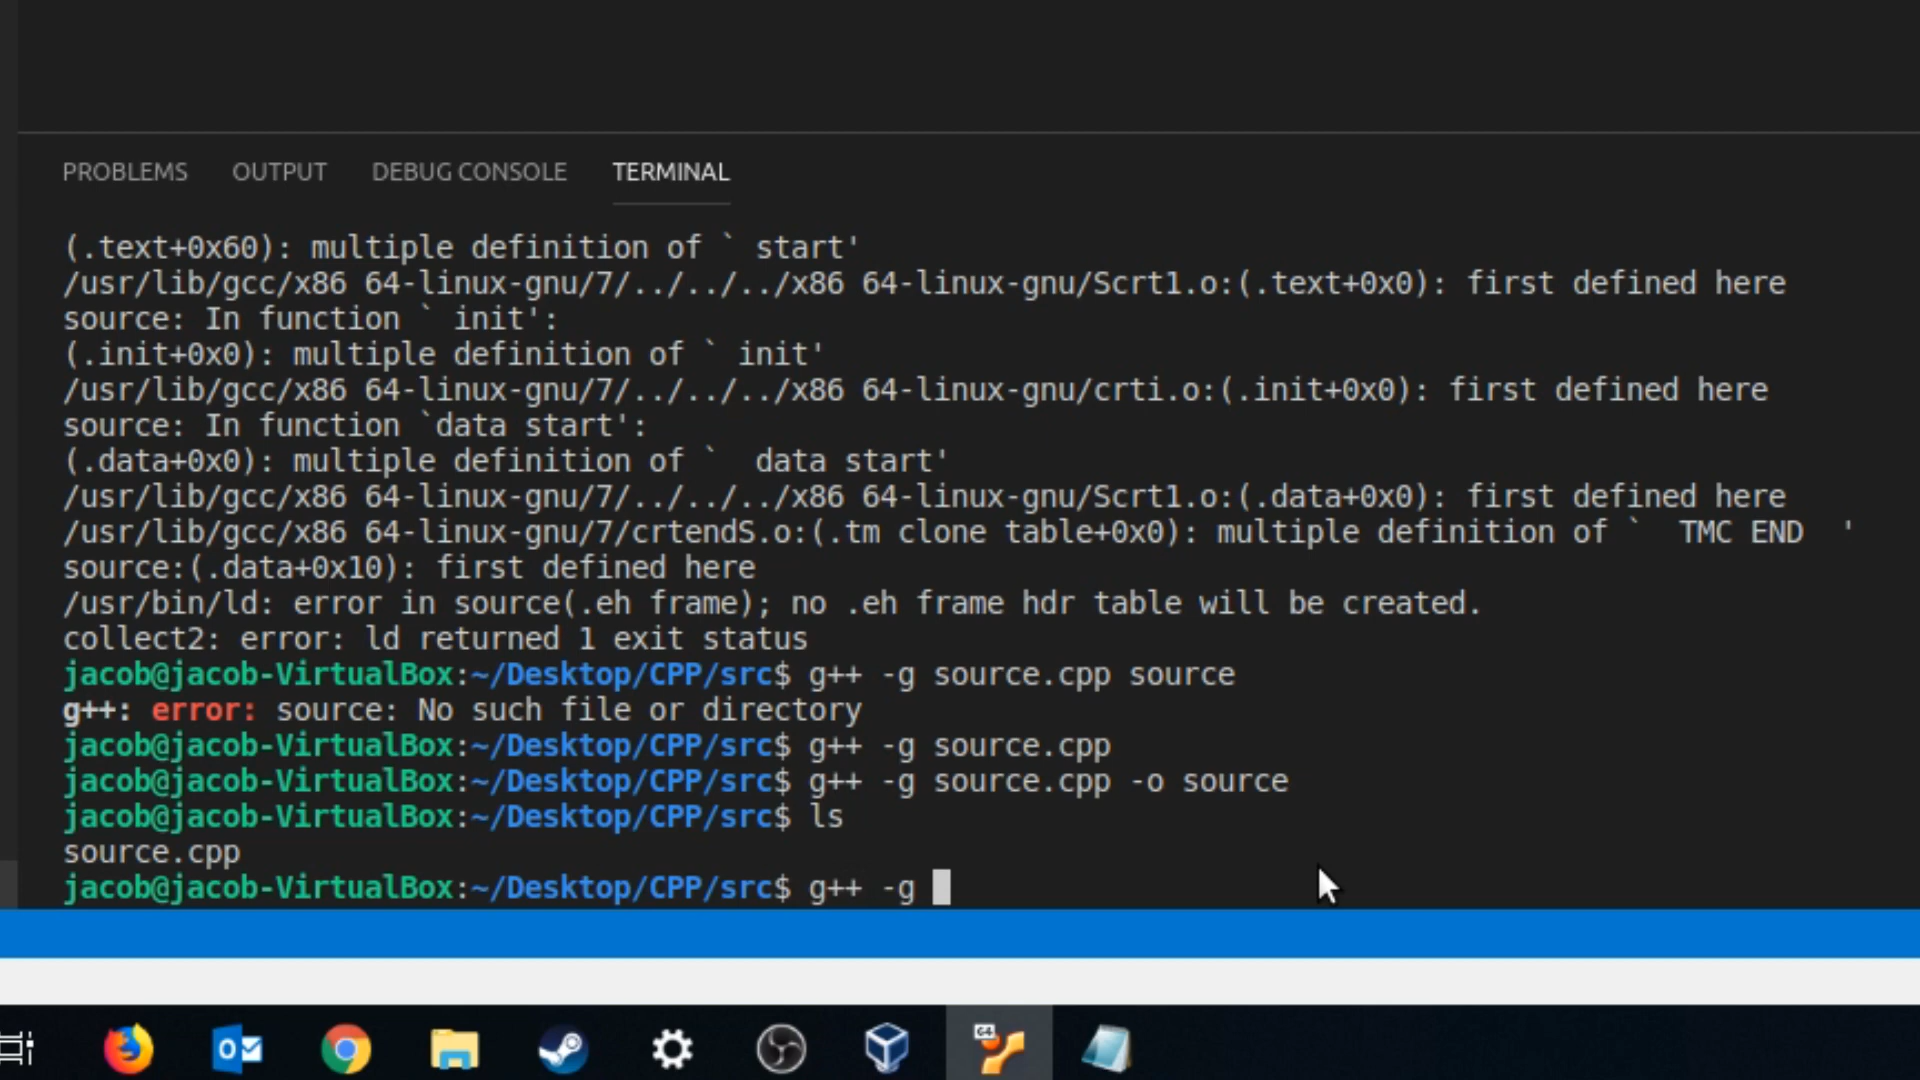 PROBLEMS OUTPUT DEBUG CONSOLE TERMINAL
(.text+0x60): multiple definition of ` start'
/usr/lib/gcc/x86 64-linux-gnu/7/../../../x86 64-linux-gnu/Scrt1.o:(.text+0x0): first defined here
source: In function ` init':
(.init+0x0): multiple definition of ` init'
/usr/lib/gcc/x86 64-linux-gnu/7/../../../x86 64-linux-gnu/crti.o:(.init+0x0): first defined here
source: In function `data start':
(.data+0x0): multiple definition of `  data start'
/usr/lib/gcc/x86 64-linux-gnu/7/../../../x86 64-linux-gnu/Scrt1.o:(.data+0x0): first defined here
/usr/lib/gcc/x86 64-linux-gnu/7/crtendS.o:(.tm clone table+0x0): multiple definition of `  TMC END  '
source:(.data+0x10): first defined here
/usr/bin/ld: error in source(.eh frame); no .eh frame hdr table will be created.
collect2: error: ld returned 1 exit status
jacob@jacob-VirtualBox:~/Desktop/CPP/src$ g++ -g source.cpp source
g++: error: source: No such file or directory
jacob@jacob-VirtualBox:~/Desktop/CPP/src$ g++ -g source.cpp
jacob@jacob-VirtualBox:~/Desktop/CPP/src$ g++ -g source.cpp -o source
jacob@jacob-VirtualBox:~/Desktop/CPP/src$ ls
source.cpp
jacob@jacob-VirtualBox:~/Desktop/CPP/src$ g++ -g
64